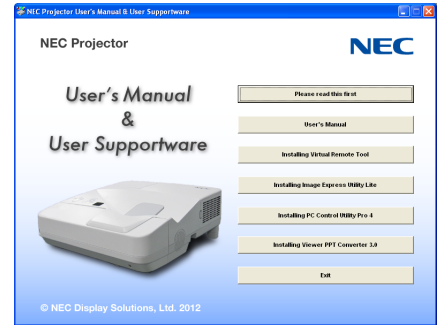 NEC Projector User's Manual & User Supportware
NEC Projector
NEC
User's Manual
&
User Supportware
Please read this first
User's Manual
Installing Virtual Remote Tool
Installing Image Express Utility Lite
Installing PC Control Utility Pro 4
Installing Viewer PPT Converter 3.0
Exit
© NEC Display Solutions, Ltd. 2012